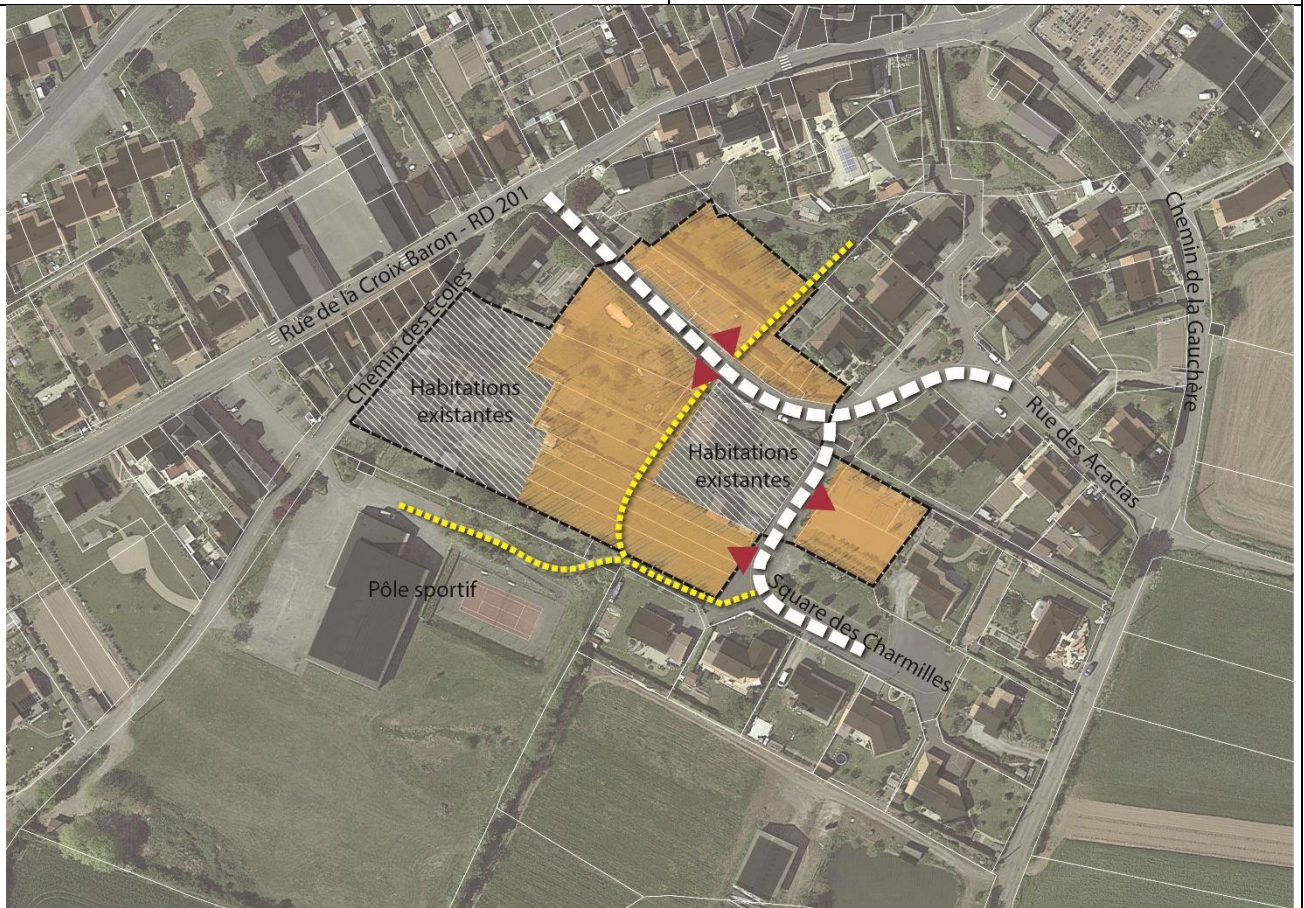 Rue de la Croix Baron - RD 201
Chemin des Ecoles
Chemin de la Gauchère
Habitations
existantes
Habitations
existantes
Rue des Acacias
Pôle sportif
Square des Charmilles